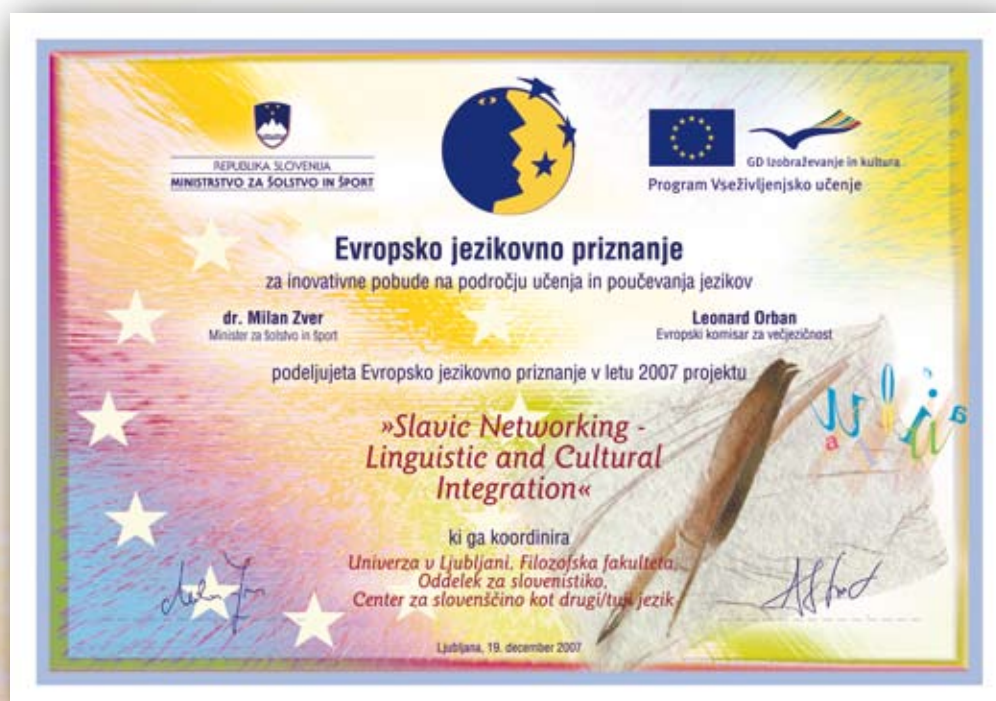 REPUBLIKA SLOVENIJA
MINISTRSTVO ZA ŠOLSTVO IN ŠPORT
GD Izobraževanje in kultura
Program Vseživljenjsko učenje
Evropsko jezikovno priznanje
za inovativne pobude na področju učenja in poučevanja jezikov
dr. Milan Zver
Minister za šolstvo in šport
Leonard Orban
Evropski komisar za večjezičnost
podeljujeta Evropsko jezikovno priznanje v letu 2007 projektu
»Slavic Networking -
Linguistic and Cultural
Integration«
ki ga koordinira
Univerza v Ljubljani, Filozofska fakulteta,
Oddelek za slovenistiko,
Center za slovenščino kot drugi/tuji jezik
Ljubljana, 19. december 2007